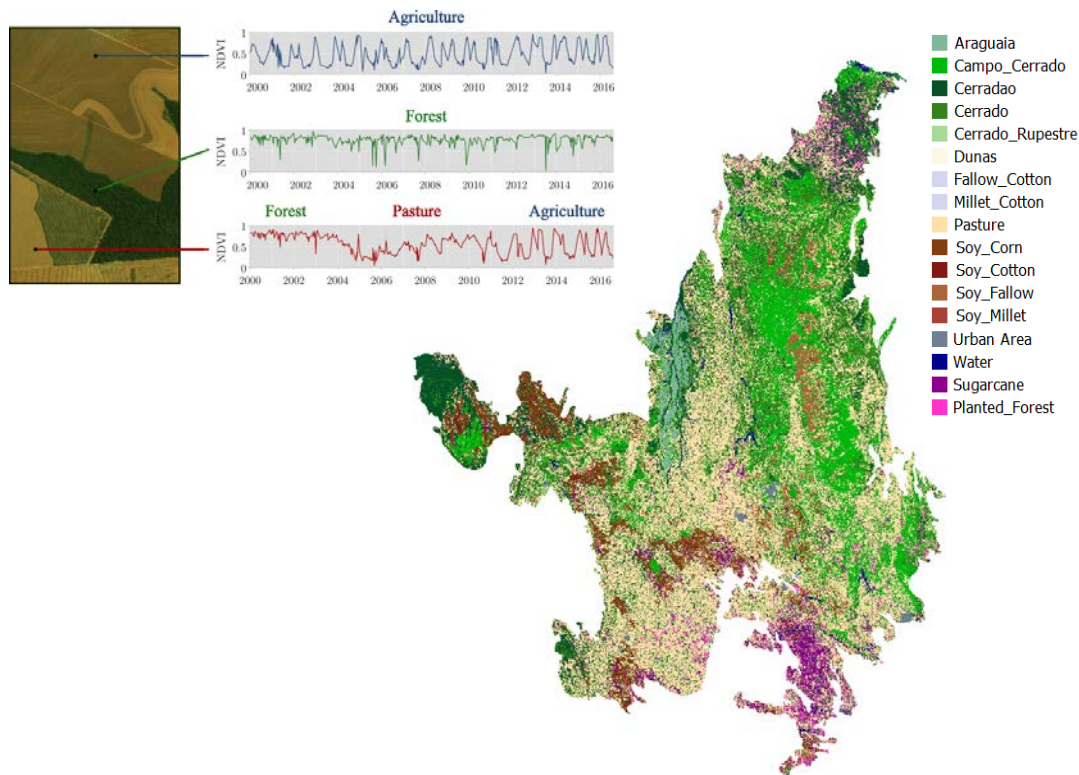 Agriculture
NDVI
1
0.5
0
2000 2002 2004 2006 2008 2010 2012 2014 2016
Forest
NDVI
1
0.5
0
2000 2002 2004 2006 2008 2010 2012 2014 2016
Forest Pasture Agriculture
NDVI
1
0.5
0
2000 2002 2004 2006 2008 2010 2012 2014 2016
Araguaia
Campo_Cerrado
Cerradao
Cerrado
Cerrado_Rupestre
Dunas
Fallow_Cotton
Millet_Cotton
Pasture
Soy_Corn
Soy_Cotton
Soy_Fallow
Soy_Millet
Urban Area
Water
Sugarcane
Planted_Forest